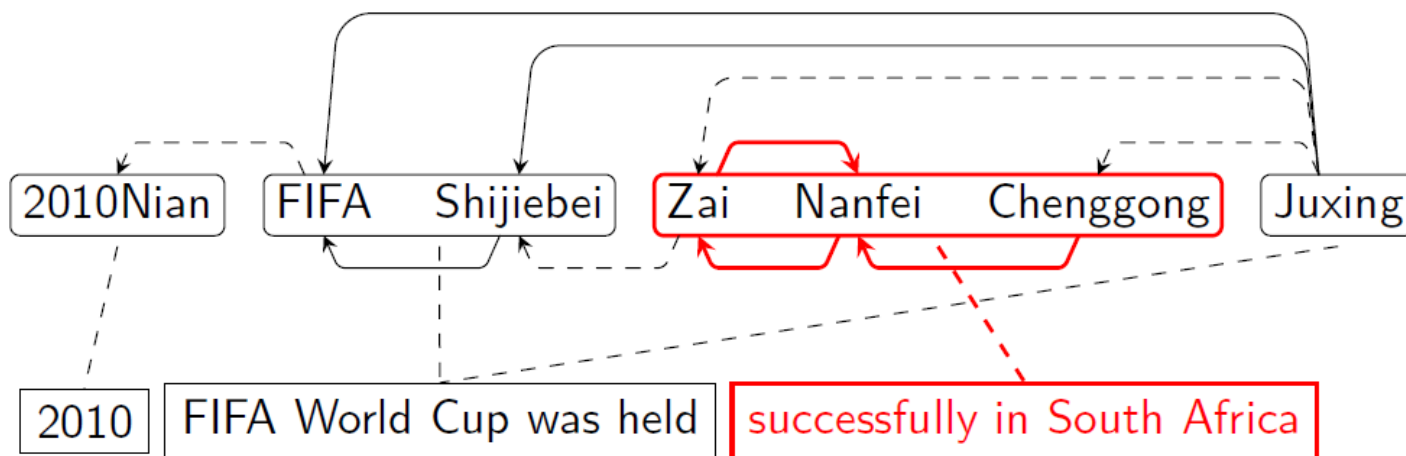 2010Nian FIFA Shijiebei Zai Nanfei Chenggong Juxing
2010 FIFA World Cup was held successfully in South Africa